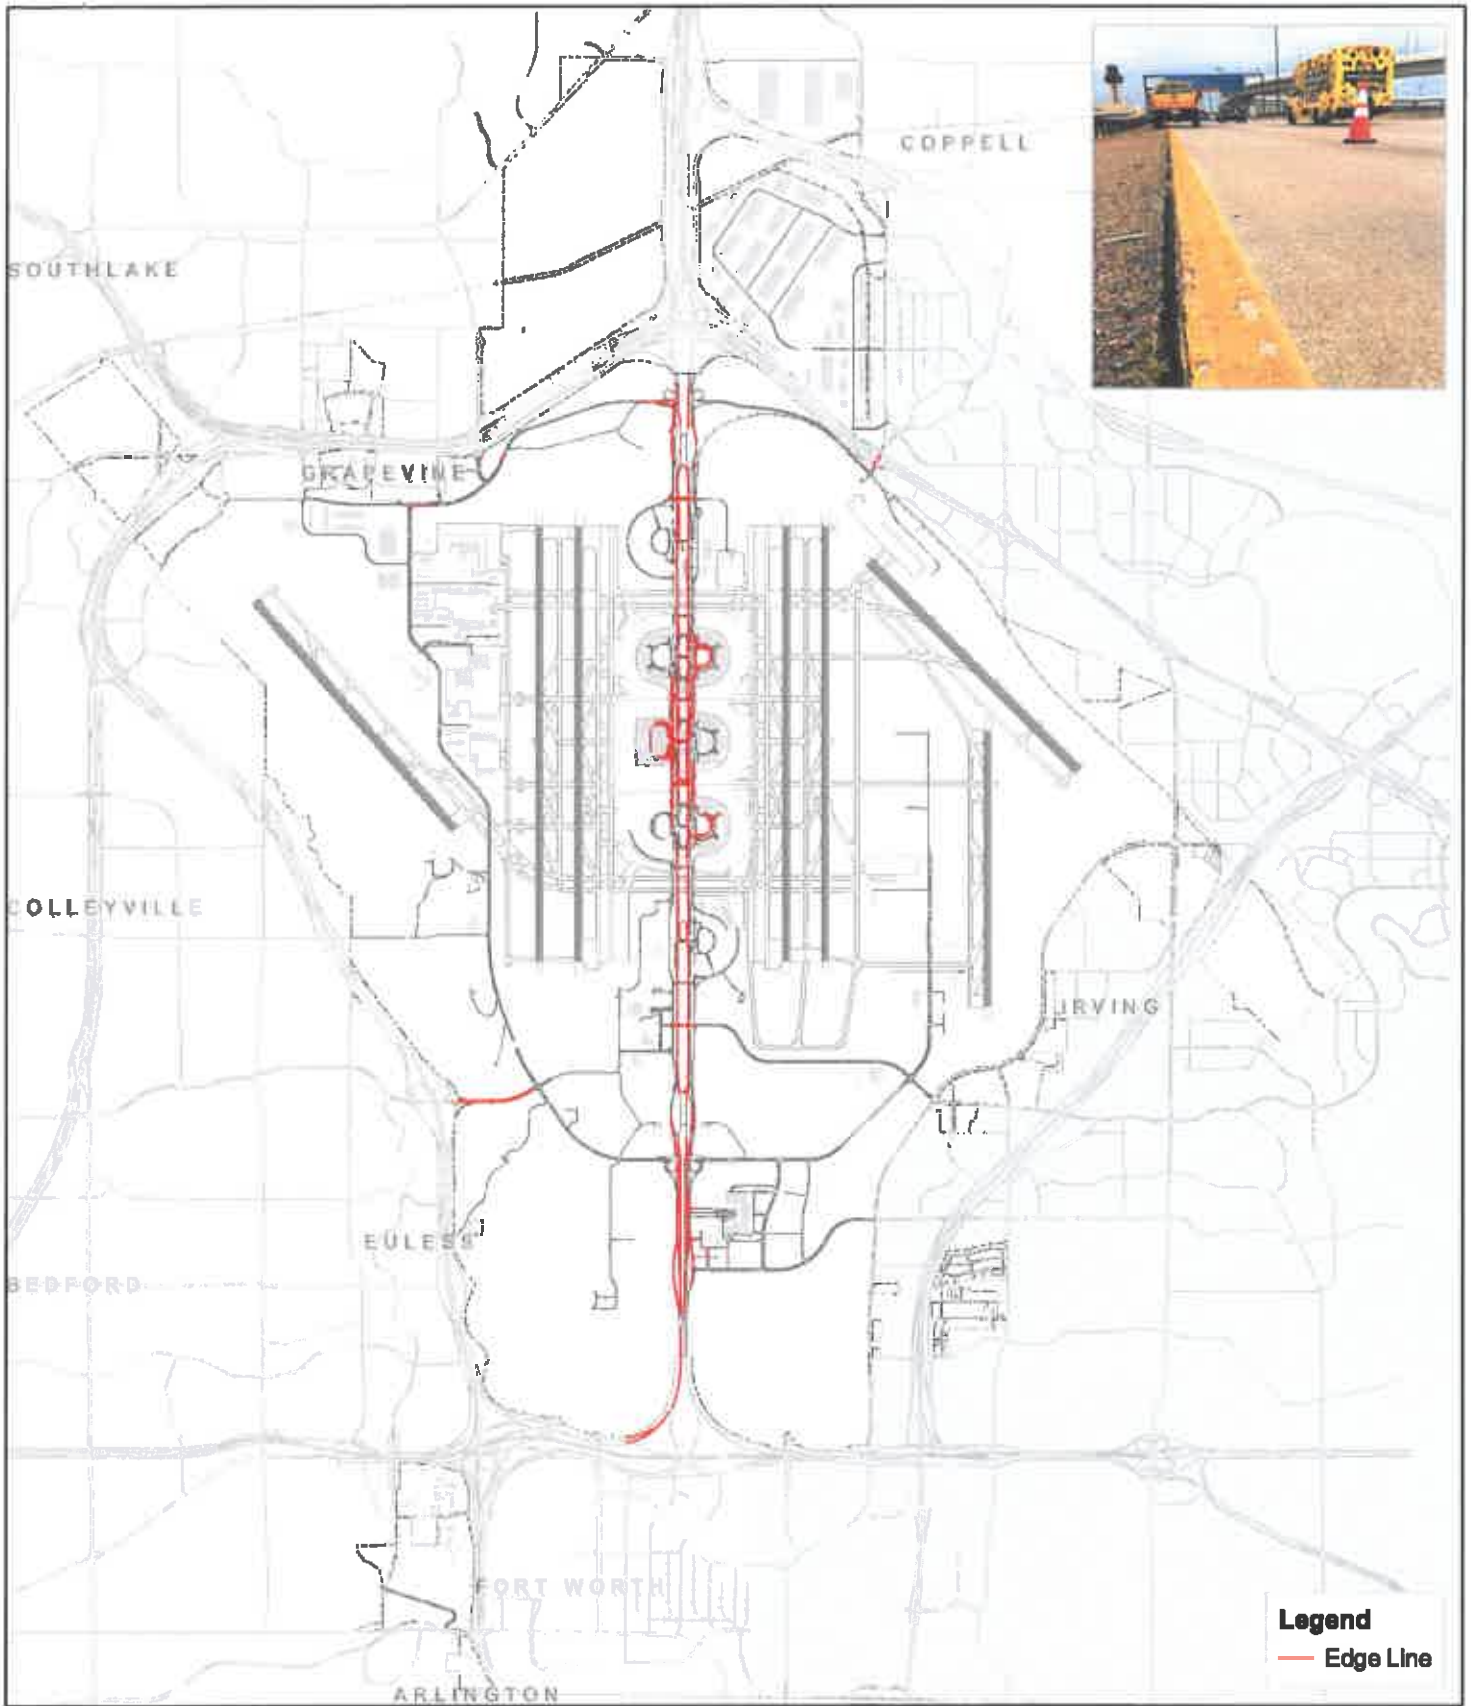 COPPELL
SOUTHLAKE
GRAPEVINE
COLLEYVILLE
IRVING
EULESS
BEDFORD
FORT WORTH
Legend
Edge Line
ARLINGTON